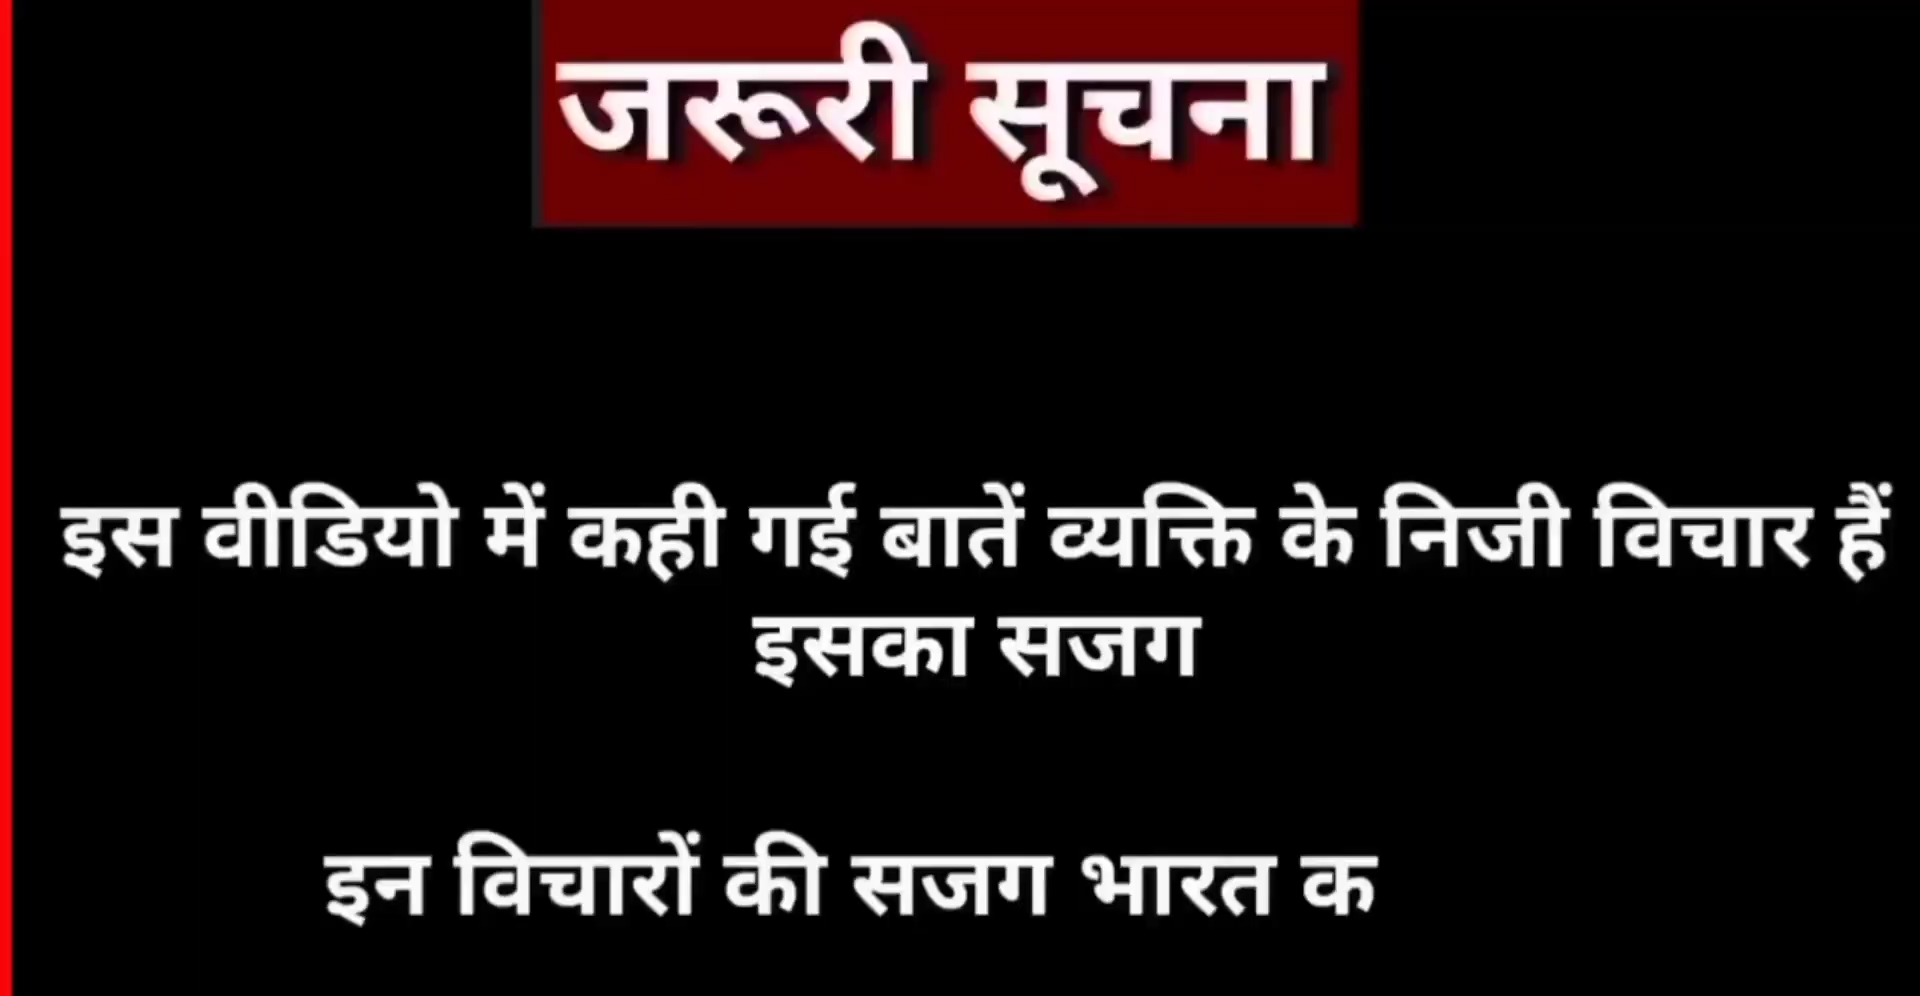 जरूरी सूचना
इस वीडियो में कही गई बातें व्यक्ति के निजी विचार हैं
इसका सजग
इन विचारों की सजग भारत क